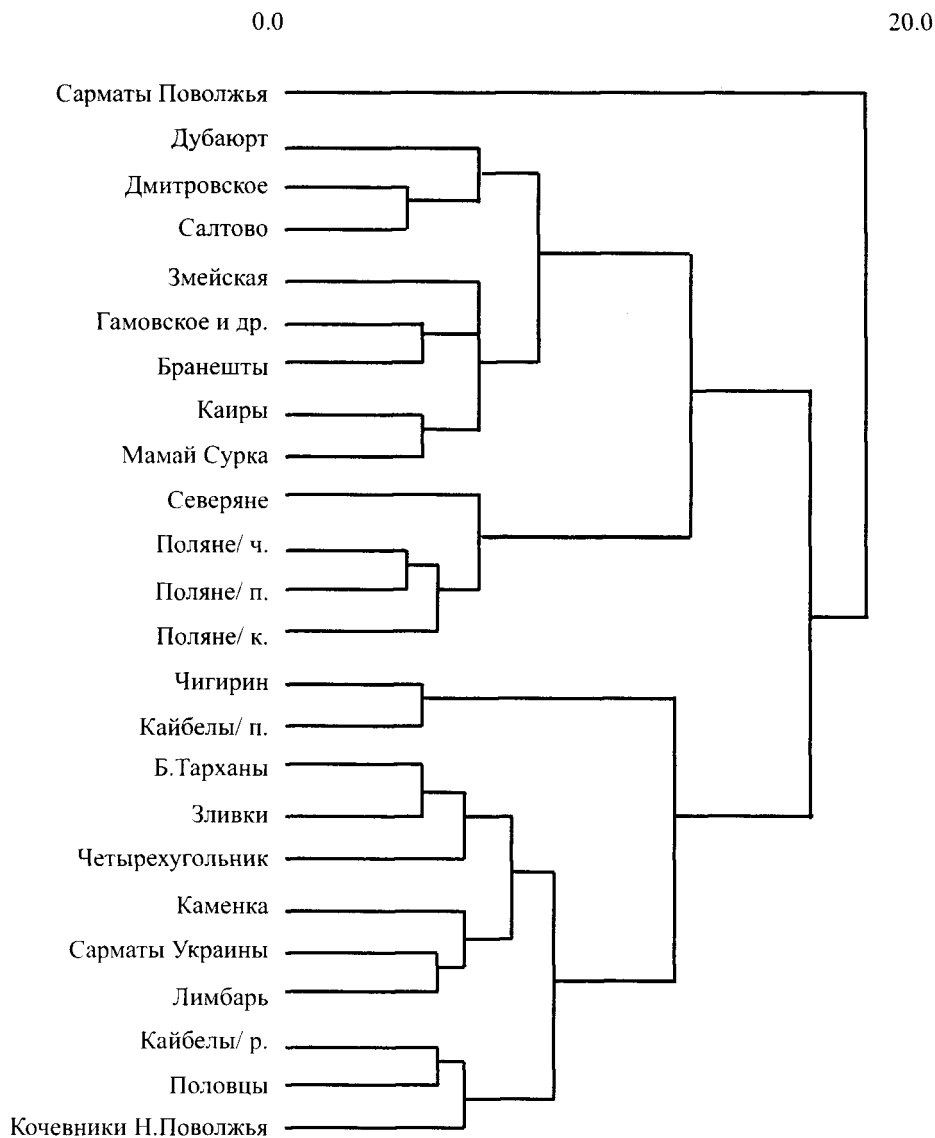 0.0 20.0
Сарматы Поволжья
Дубаюрт
Дмитровское
Салтово
Змейская
Гамовское и др.
Бранешты
Каиры
Мамай Сурка
Северяне
Поляне/ ч.
Поляне/ п.
Поляне/ к.
Чигирин
Кайбелы/ п.
Б.Тарханы
Зливки
Четырехугольник
Каменка
Сарматы Украины
Лимбарь
Кайбелы/ р.
Половцы
Кочевники Н.Поволжья